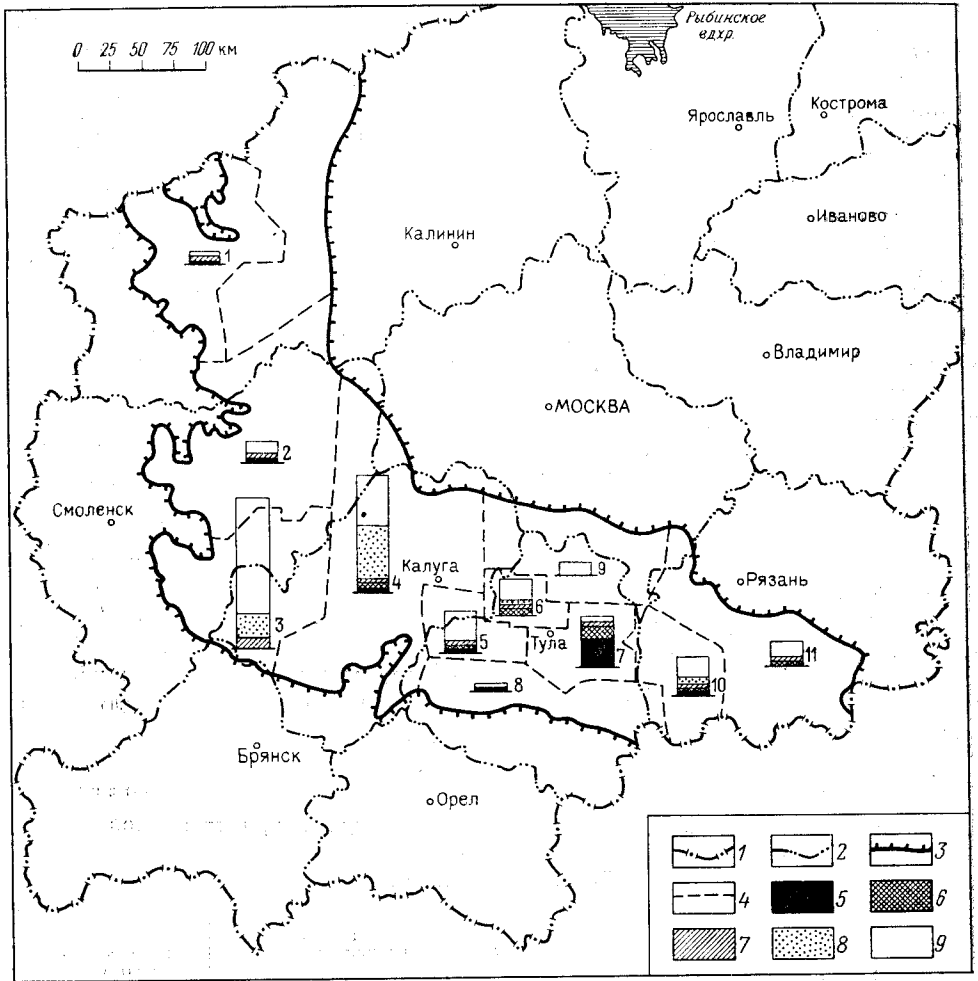 Рыбинское
вдхр.
0 25 50 75 100 км
Ярославль
Кострома
Иваново
Калинин
1
Владимир
МОСКВА
2
Смоленск
3
4
Калуга
9
Рязань
6
5
Тула
7
11
8
10
Брянск
Орел
1 2 3
4 5 6
7 8 9